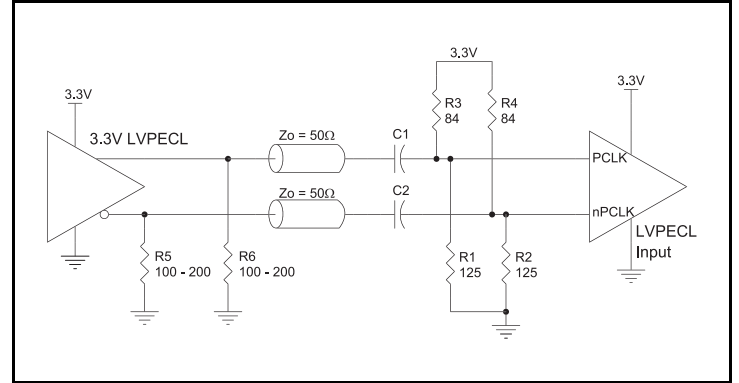 3.3V
3.3V LVPECL
Zo = 50Ω
C1
3.3V
R3
84
R4
84
3.3V
PCLK
Zo = 50Ω
C2
nPCLK
LVPECL
Input
R5
100 - 200
R6
100 - 200
R1
125
R2
125